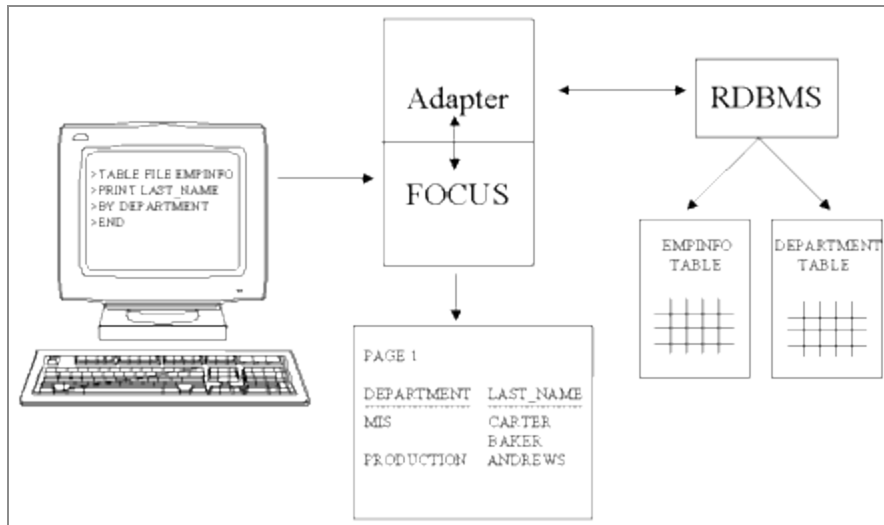 >TABLE FILE EMPINFO
>PRINT LAST_NAME
>BY DEPARTMENT
>END
Adapter
FOCUS
RDBMS
EMPINFO
TABLE
DEPARTMENT
TABLE
PAGE 1
DEPARTMENT LAST_NAME
MIS CARTER
BAKER
PRODUCTION ANDREWS